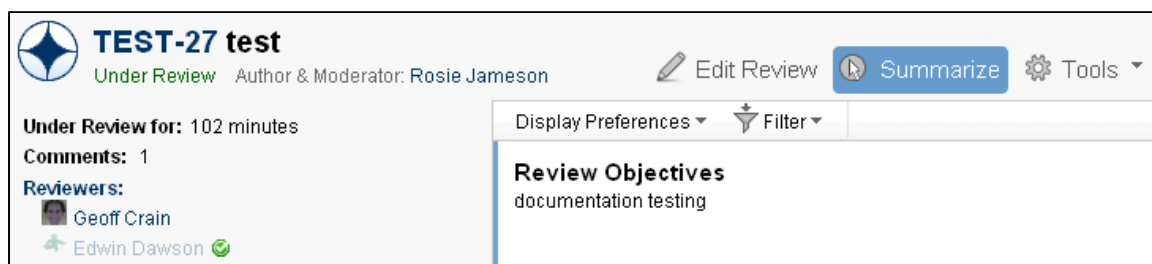 TEST-27 test
Under Review Author & Moderator: Rosie Jameson
Edit Review Summarize Tools
Under Review for: 102 minutes
Comments: 1
Reviewers:
Geoff Crain
Edwin Dawson
Display Preferences Filter
Review Objectives
documentation testing